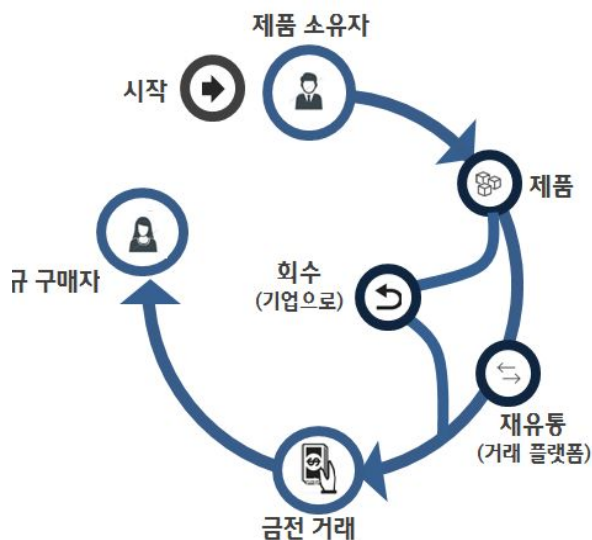 제품 소유자
시작
제품
회수
(기업으로)
규 구매자
재유통
(거래 플랫폼)
금전 거래